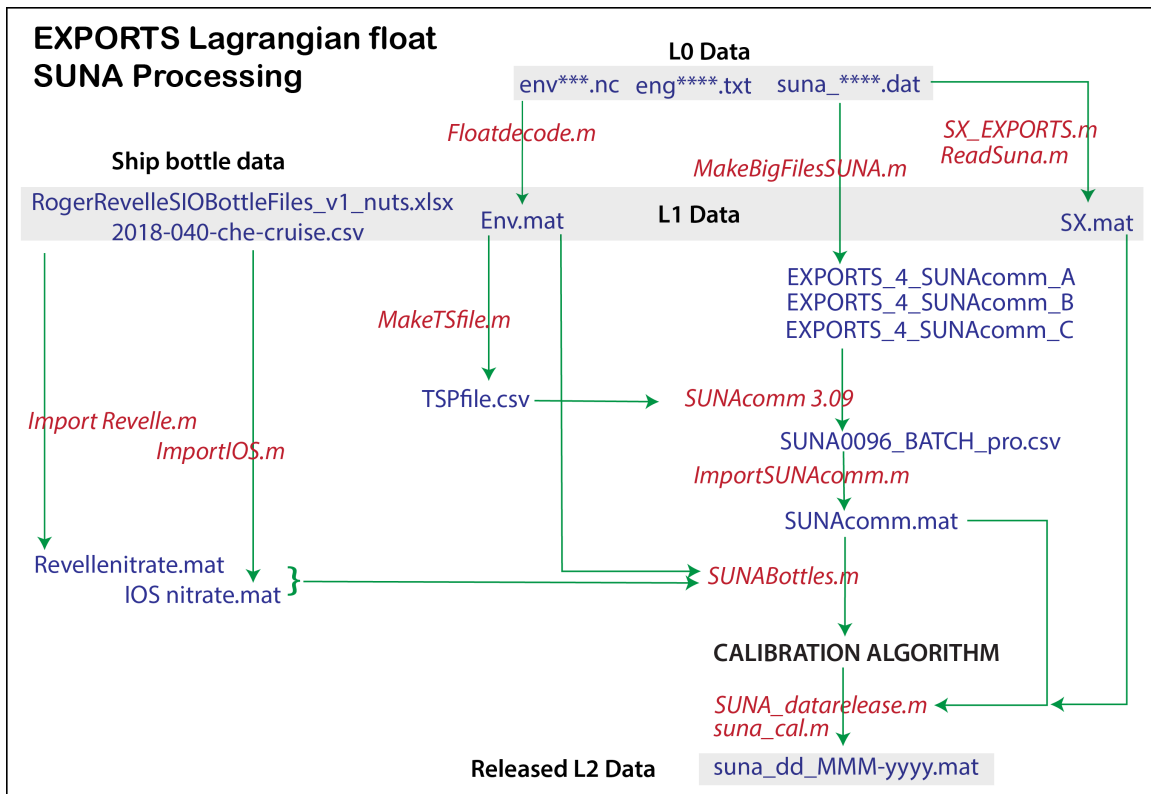 EXPORTS Lagrangian float
SUNA Processing
L0 Data
env***.nc eng****.txt suna_****.dat
Floatdecode.m
SX_EXPORTS.m
ReadSuna.m
MakeBigFilesSUNA.m
Ship bottle data
RogerRevelleSIOBottleFiles_v1_nuts.xlsx
2018-040-che-cruise.csv
Env.mat
L1 Data
SX.mat
EXPORTS_4_SUNAcomm_A
EXPORTS_4_SUNAcomm_B
EXPORTS_4_SUNAcomm_C
MakeTSfile.m
TSPfile.csv
SUNAcomm 3.09
Import Revelle.m
ImportIOS.m
SUNA0096_BATCH_pro.csv
ImportSUNAcomm.m
SUNAcomm.mat
Revellenitrate.mat
IOS nitrate.mat
}
SUNABottles.m
CALIBRATION ALGORITHM
SUNA_datarelease.m
suna_cal.m
Released L2 Data
suna_dd_MMM-yyyy.mat